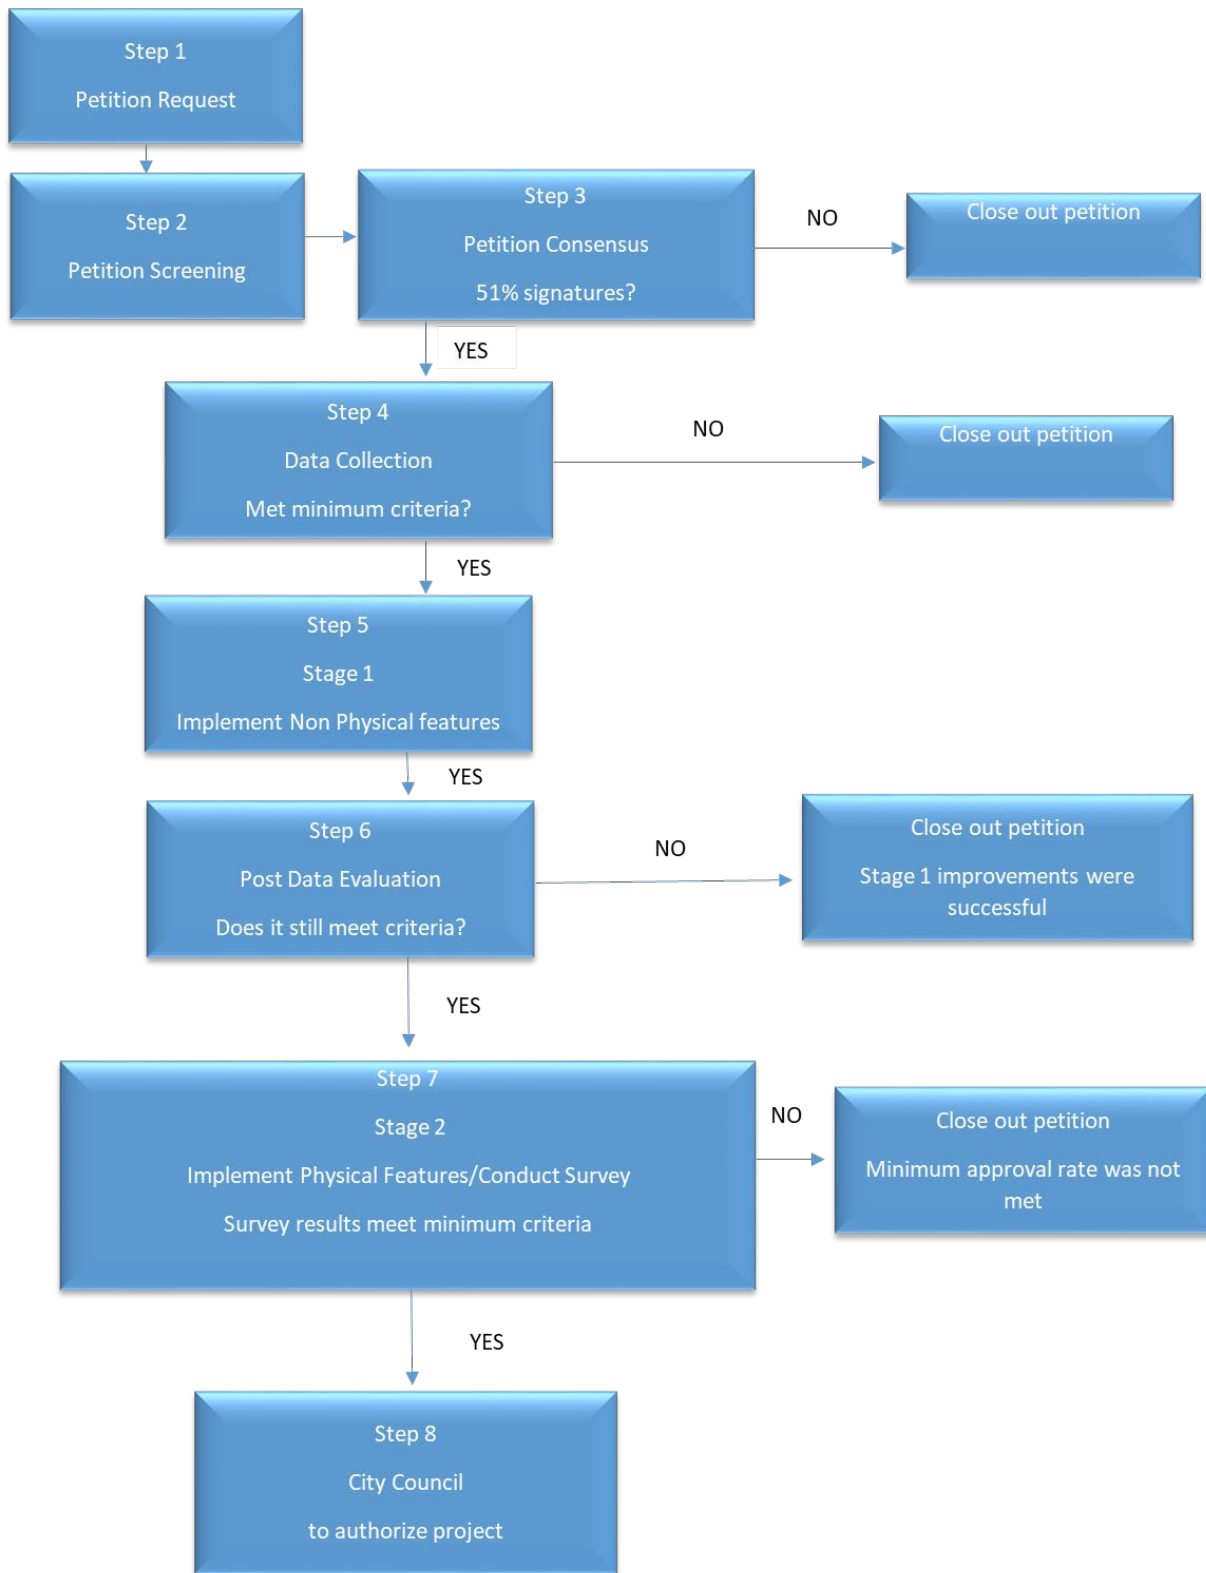 Step 1
Petition Request
Step 2
Petition Screening
Step 3
Petition Consensus
51% signatures?
NO
Close out petition
YES
Step 4
Data Collection
Met minimum criteria?
NO
Close out petition
YES
Step 5
Stage 1
Implement Non Physical features
YES
Step 6
Post Data Evaluation
Does it still meet criteria?
NO
Close out petition
Stage 1 improvements were
successful
YES
Step 7
Stage 2
Implement Physical Features/Conduct Survey
Survey results meet minimum criteria
NO
Close out petition
Minimum approval rate was not
met
YES
Step 8
City Council
to authorize project